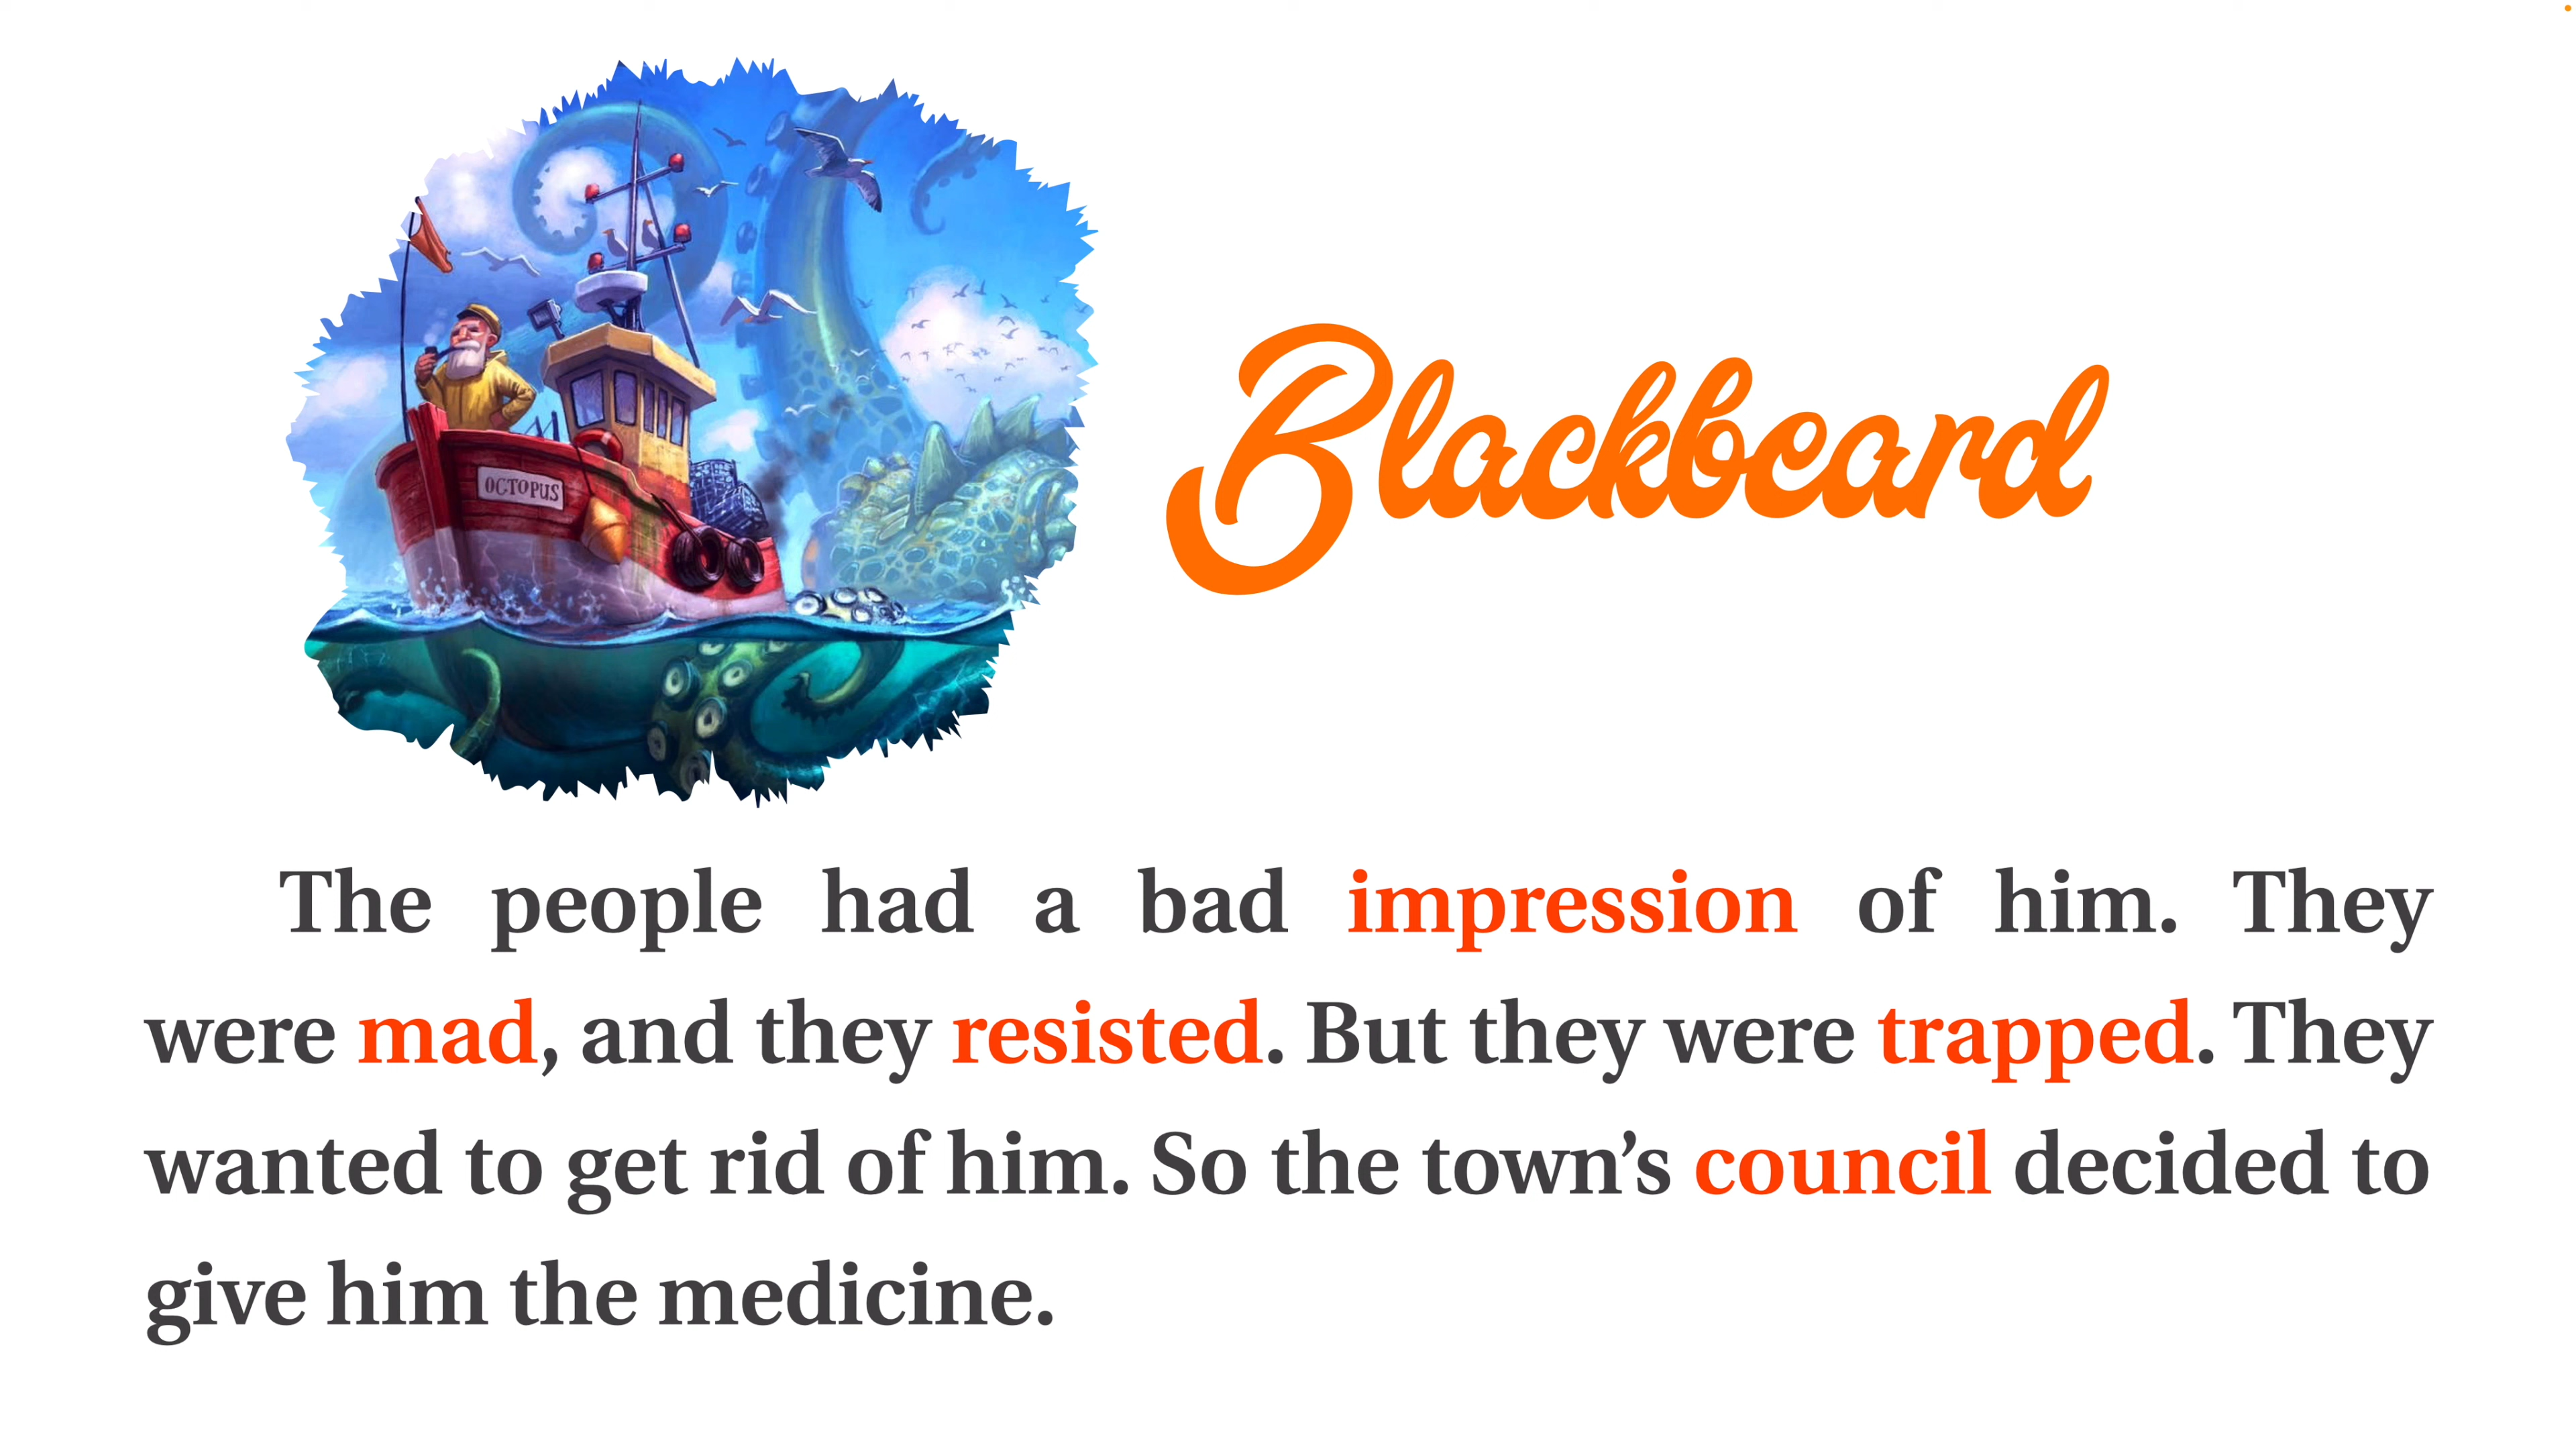 OCTOPUS
Blackbeard
The people had a bad impression of him. They
were mad, and they resisted. But they were trapped. They
wanted to get rid of him. So the town’s council decided to
give him the medicine.